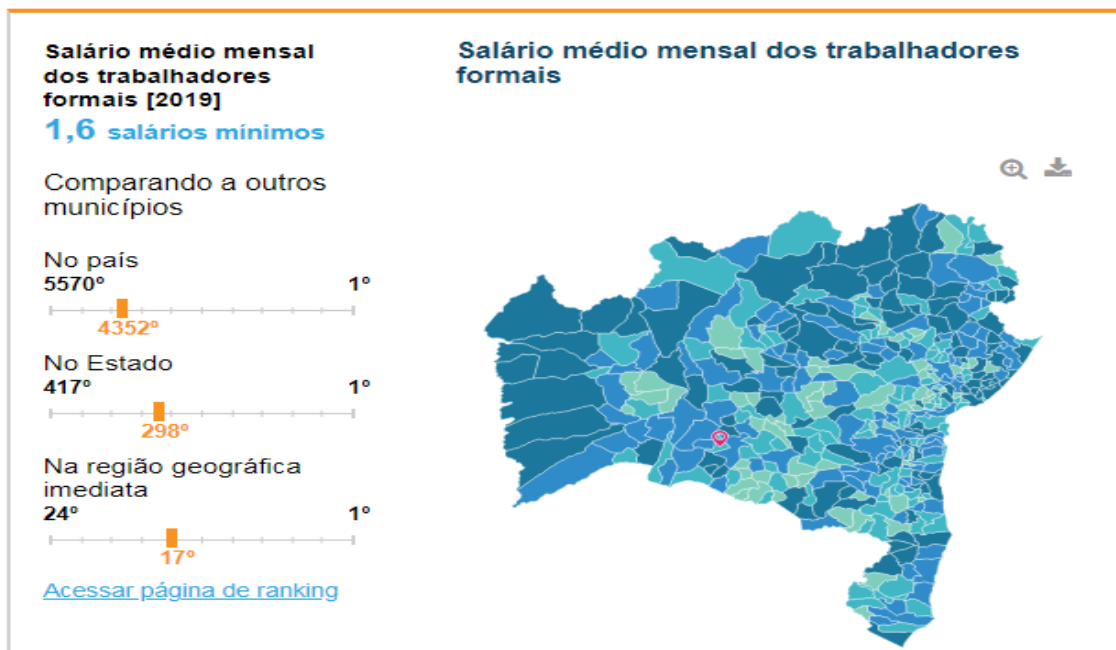 Salário médio mensal
dos trabalhadores
formais [2019]
1,6 salários mínimos
Comparando a outros
municípios
No país
5570º 1º
4352º
No Estado
417º 1º
298º
Na região geográfica
imediata
24º 1º
17º
Acessar página de ranking
Salário médio mensal dos trabalhadores
formais